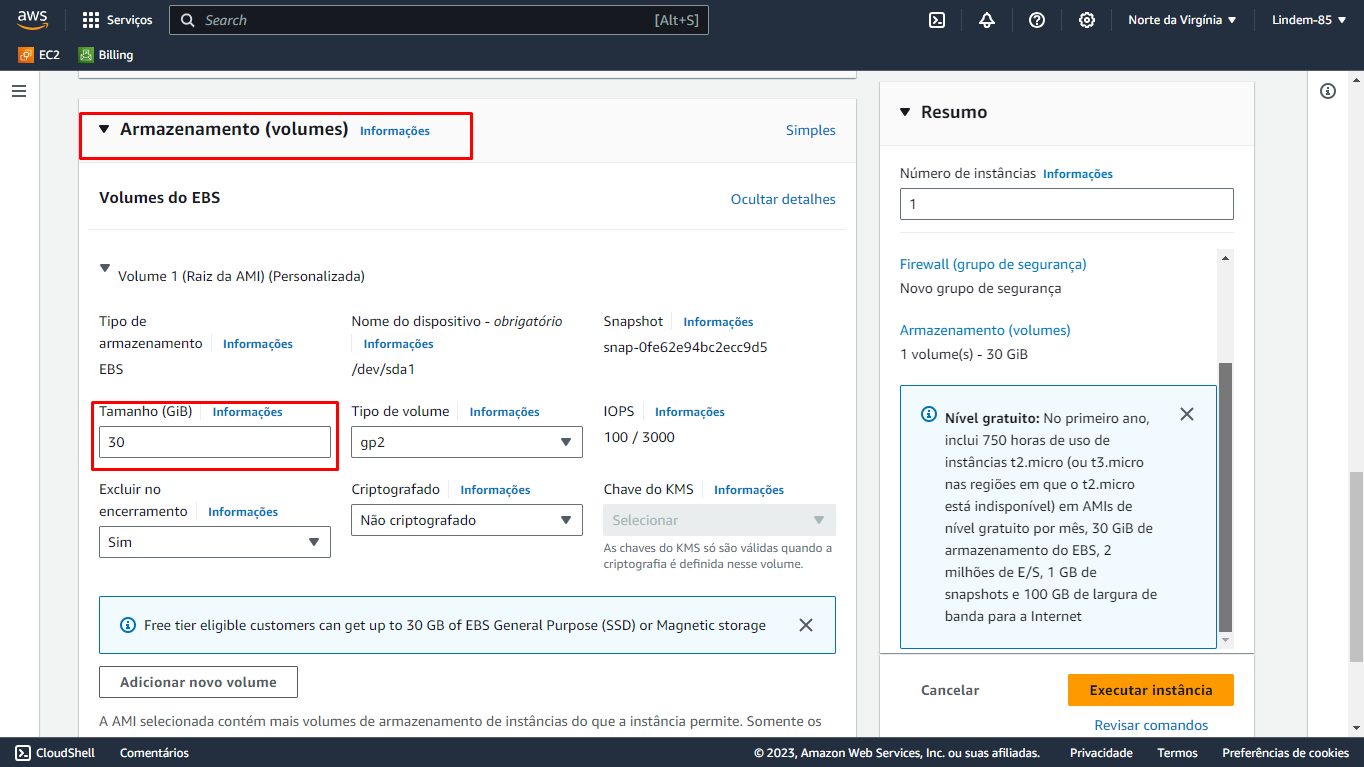 aws
Serviços
Search
[Alt+S]
Norte da Virgínia
Lindem-85
EC2
Billing
Armazenamento (volumes) Informações
Simples
Volumes do EBS
Ocultar detalhes
Volume 1 (Raiz da AMI) (Personalizada)
Tipo de
armazenamento Informações
EBS
Nome do dispositivo - obrigatório
Informações
/dev/sda1
Snapshot Informações
snap-0fe62e94bc2ecc9d5
Tamanho (GiB) Informações
30
Tipo de volume Informações
gp2
IOPS Informações
100 / 3000
Excluir no
encerramento Informações
Sim
Criptografado Informações
Não criptografado
Chave do KMS Informações
Selecionar
As chaves do KMS só são válidas quando a
criptografia é definida nesse volume.
Free tier eligible customers can get up to 30 GB of EBS General Purpose (SSD) or Magnetic storage
Adicionar novo volume
A AMI selecionada contém mais volumes de armazenamento de instâncias do que a instância permite. Somente os
Resumo
Número de instâncias Informações
1
Firewall (grupo de segurança)
Novo grupo de segurança
Armazenamento (volumes)
1 volume(s) - 30 GiB
Nível gratuito: No primeiro ano,
inclui 750 horas de uso de
instâncias t2.micro (ou t3.micro
nas regiões em que o t2.micro
está indisponível) em AMIs de
nível gratuito por mês, 30 GiB de
armazenamento do EBS, 2
milhões de E/S, 1 GB de
snapshots e 100 GB de largura de
banda para a Internet
Cancelar
Executar instância
Revisar comandos
CloudShell
Comentários
© 2023, Amazon Web Services, Inc. ou suas afiliadas.
Privacidade
Termos
Preferências de cookies